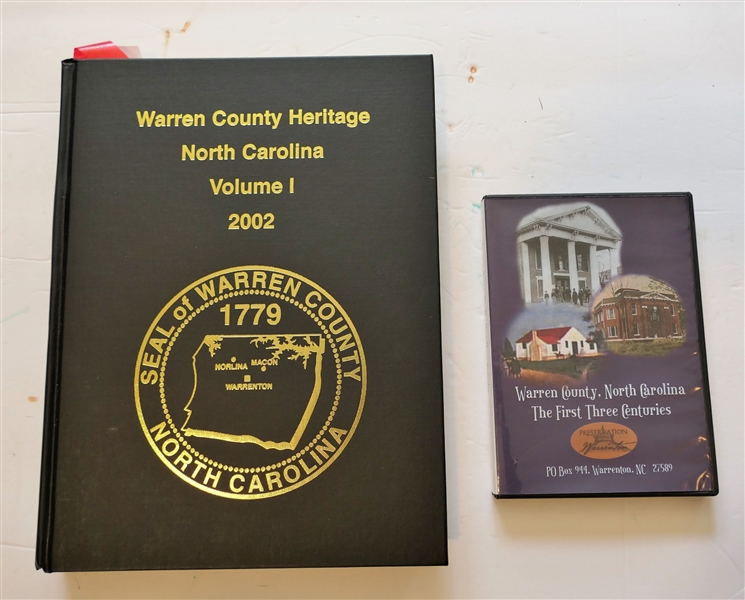 Warren County Heritage
North Carolina
Volume I
2002
SEAL of WARREN COUNTY
1779
NORLINA
MACON
WARRENTON
NORTH CAROLINA
Warren County, North Carolina
The First Three Centuries
PRESERVATION
Warrenton
PO Box 944, Warrenton, NC 27589